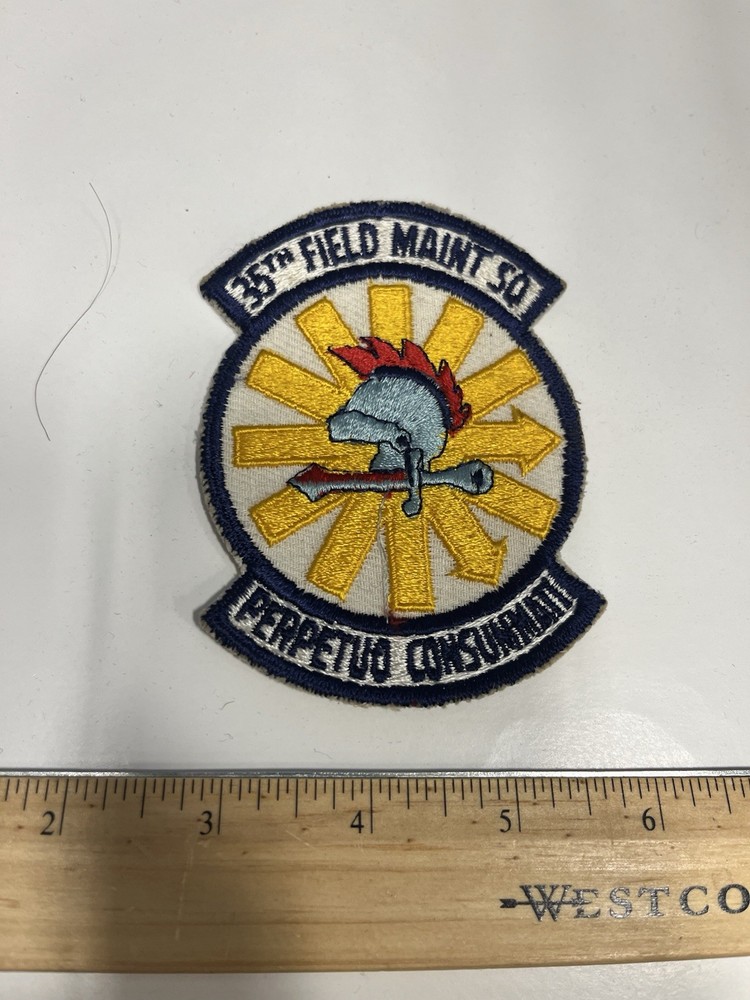 35TH FIELD MAINT SQ
PERPETUO CONSUMMATI
2 3 4 5 6
WESTCO